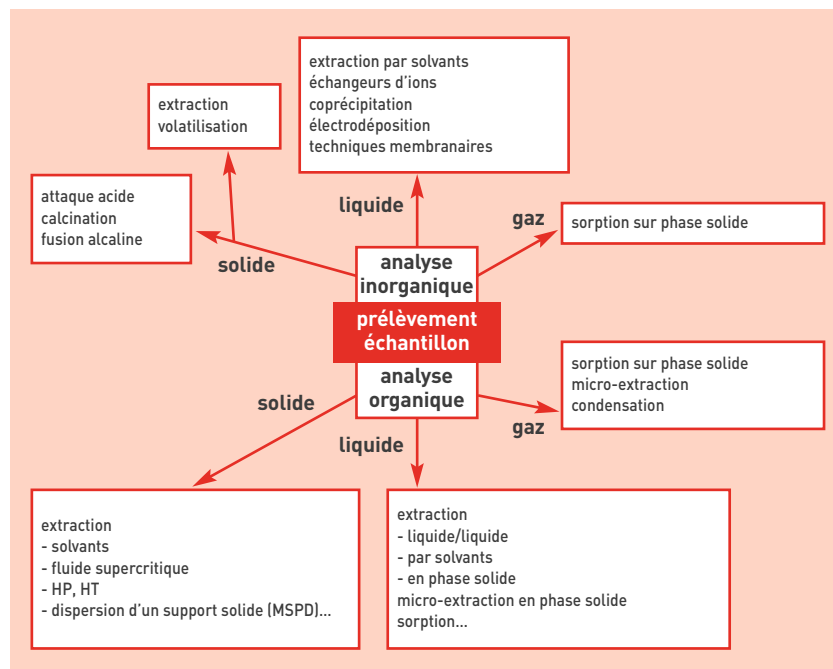 extraction par solvants
échangeurs d'ions
coprécipitation
électrodéposition
techniques membranaires
extraction
volatilisation
attaque acide
calcination
fusion alcaline
liquide
gaz
sorption sur phase solide
solide
analyse
inorganique
prélèvement
échantillon
analyse
organique
sorption sur phase solide
micro-extraction
condensation
solide
gaz
liquide
extraction
- solvants
- fluide supercritique
- HP, HT
- dispersion d'un support solide (MSPD)...
extraction
- liquide/liquide
- par solvants
- en phase solide
micro-extraction en phase solide
sorption...